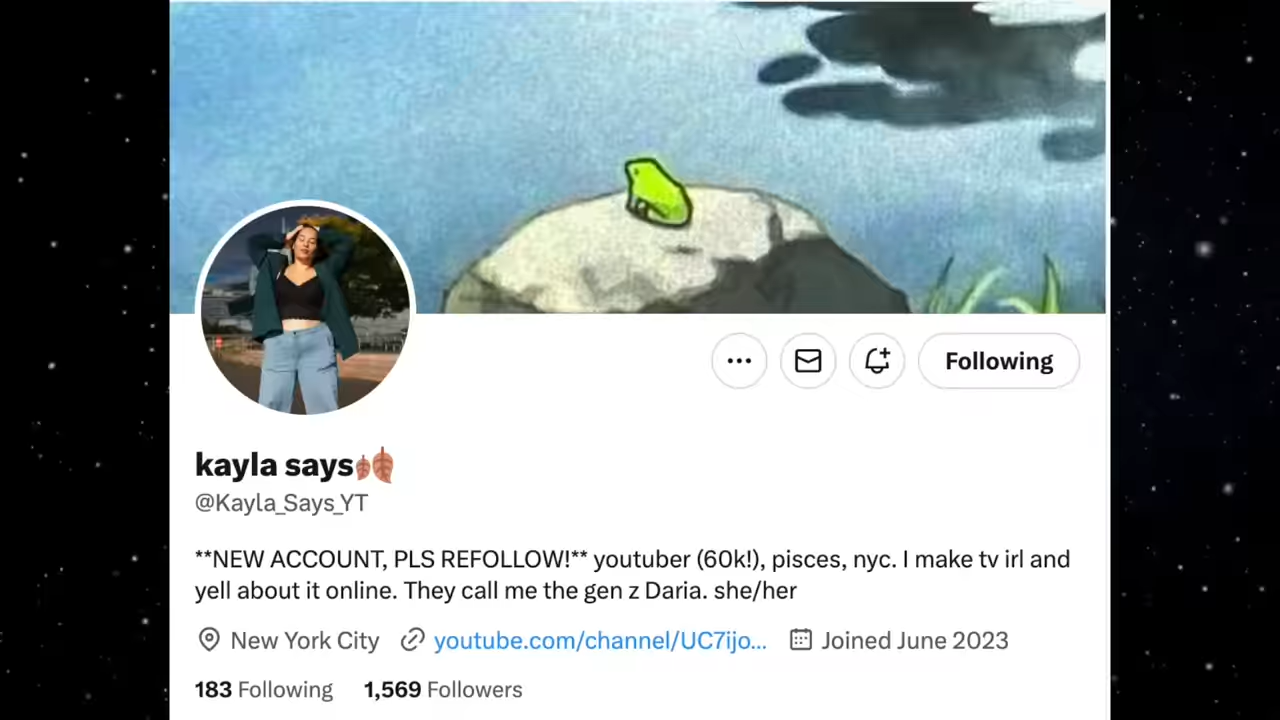 Following
kayla says🍂
@Kayla_Says_YT
**NEW ACCOUNT, PLS REFOLLOW!** youtuber (60k!), pisces, nyc. I make tv irl and
yell about it online. They call me the gen z Daria. she/her
New York City youtube.com/channel/UC7ijo... Joined June 2023
183 Following 1,569 Followers